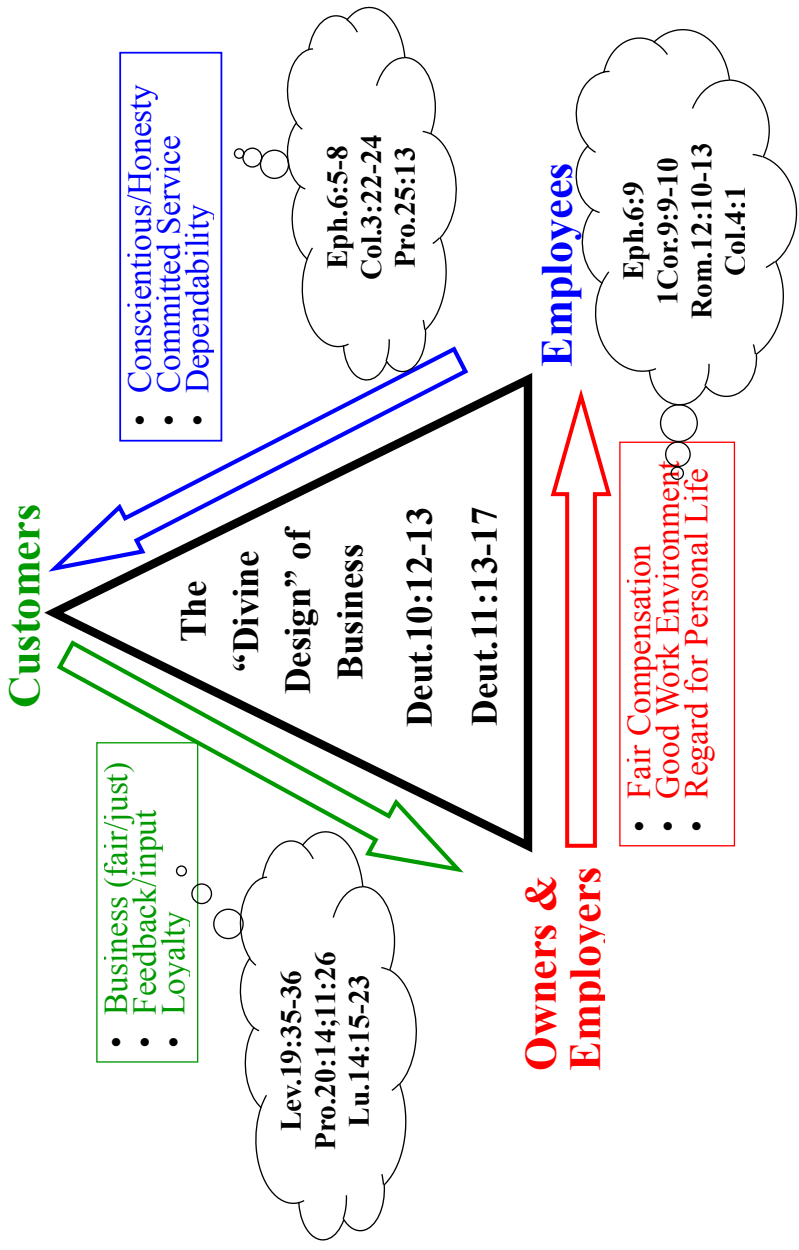 Customers
• Business (fair/just)
• Feedback/input
• Loyalty
• Conscientious/Honesty
• Committed Service
• Dependability
Lev.19:35-36
Pro.20:14;11:26
Lu.14:15-23
The
“Divine
Design” of
Business
Deut.10:12-13
Deut.11:13-17
Eph.6:5-8
Col.3:22-24
Pro.25:13
Owners &
Employers
Employees
• Fair Compensation
• Good Work Environment
• Regard for Personal Life
Eph.6:9
1Cor.9:9-10
Rom.12:10-13
Col.4:1